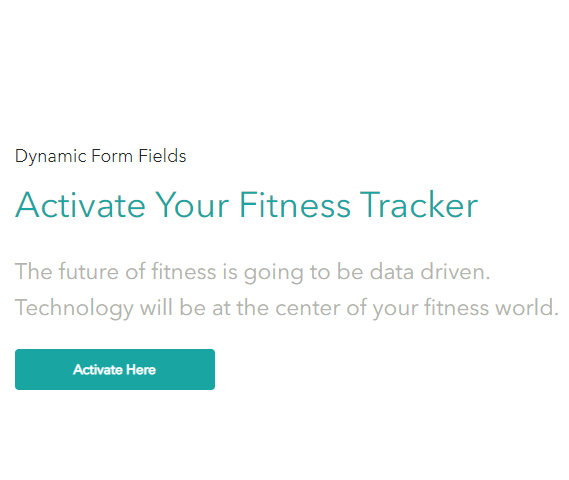 Dynamic Form Fields
Activate Your Fitness Tracker
The future of fitness is going to be data driven.
Technology will be at the center of your fitness world.
Activate Here